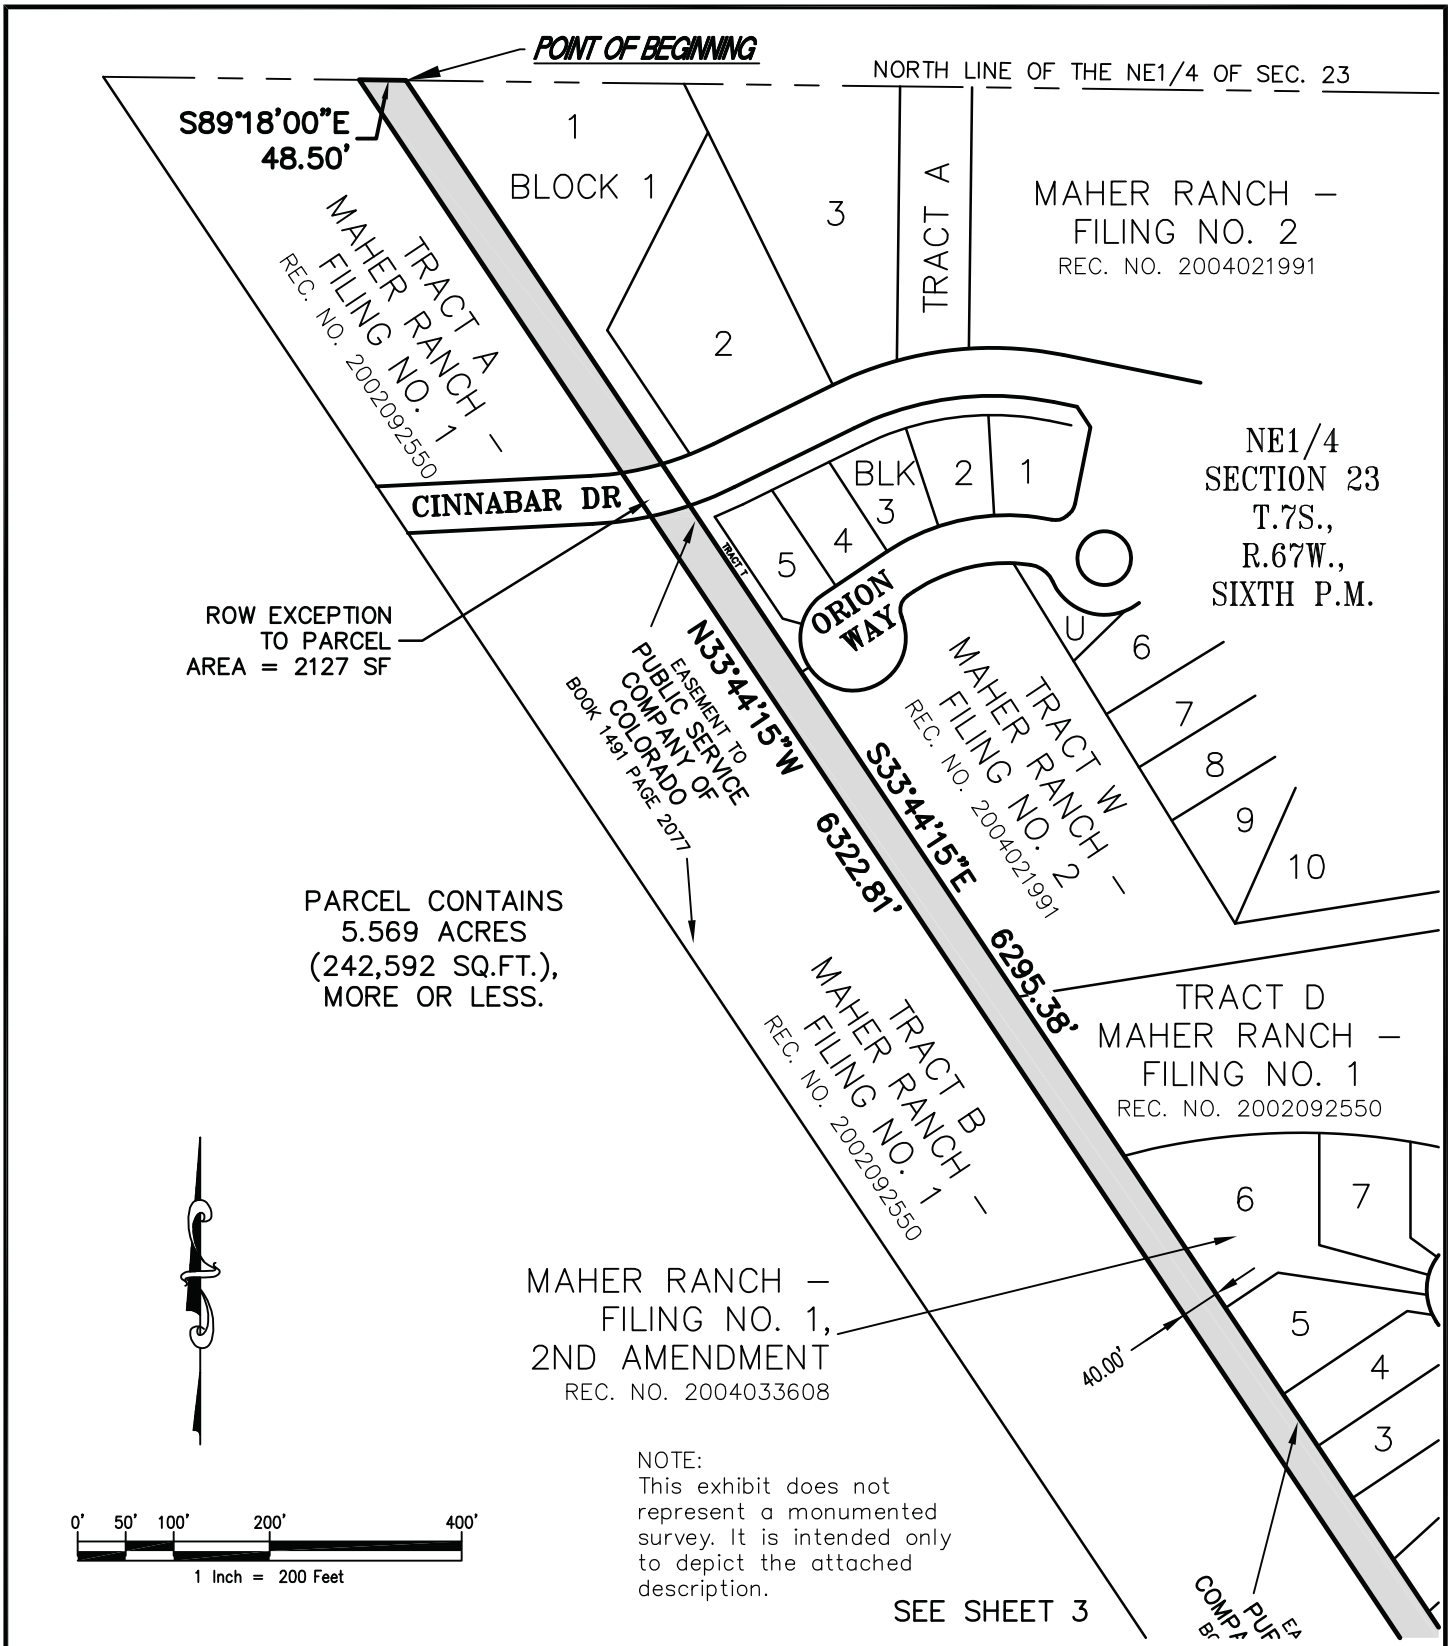 POINT OF BEGINNING
NORTH LINE OF THE NE1/4 OF SEC. 23
S89°18'00"E
48.50'
1
BLOCK 1
2
3
TRACT A
MAHER RANCH –
FILING NO. 2
REC. NO. 2004021991
TRACT A
MAHER RANCH –
FILING NO. 1
REC. NO. 2002092550
CINNABAR DR
NE1/4
SECTION 23
T.7S.,
R.67W.,
SIXTH P.M.
BLK
3
2
1
4
5
TRACT T
ORION
WAY
ROW EXCEPTION
TO PARCEL
AREA = 2127 SF
EASEMENT TO
PUBLIC SERVICE
COMPANY OF
COLORADO
BOOK 1491 PAGE 2077
N33°44'15"W
6322.81'
S33°44'15"E
6295.38'
TRACT W
MAHER RANCH –
FILING NO. 2
REC. NO. 2004021991
U
6
7
8
9
10
PARCEL CONTAINS
5.569 ACRES
(242,592 SQ.FT.),
MORE OR LESS.
TRACT B
MAHER RANCH –
FILING NO. 1
REC. NO. 2002092550
TRACT D
MAHER RANCH –
FILING NO. 1
REC. NO. 2002092550
6
7
5
4
3
MAHER RANCH –
FILING NO. 1,
2ND AMENDMENT
REC. NO. 2004033608
40.00'
NOTE:
This exhibit does not
represent a monumented
survey. It is intended only
to depict the attached
description.
0' 50' 100' 200' 400'
1 Inch = 200 Feet
SEE SHEET 3